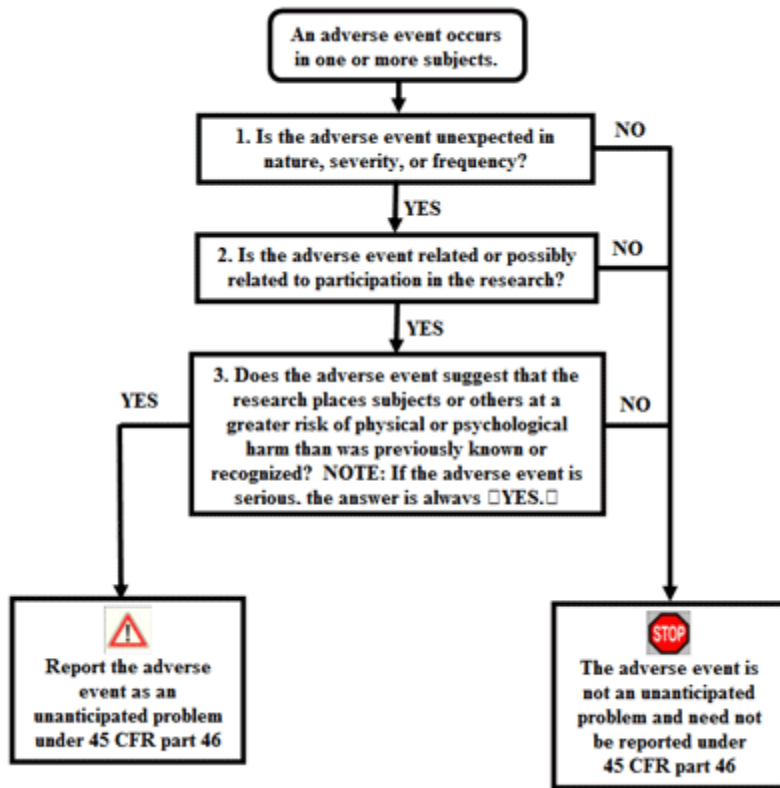 An adverse event occurs
in one or more subjects.
1. Is the adverse event unexpected in
nature, severity, or frequency?
NO
YES
2. Is the adverse event related or possibly
related to participation in the research?
NO
YES
3. Does the adverse event suggest that the
research places subjects or others at a
greater risk of physical or psychological
harm than was previously known or
recognized? NOTE: If the adverse event is
serious, the answer is always □YES.□
YES
NO
Report the adverse
event as an
unanticipated problem
under 45 CFR part 46
STOP
The adverse event is
not an unanticipated
problem and need not
be reported under
45 CFR part 46